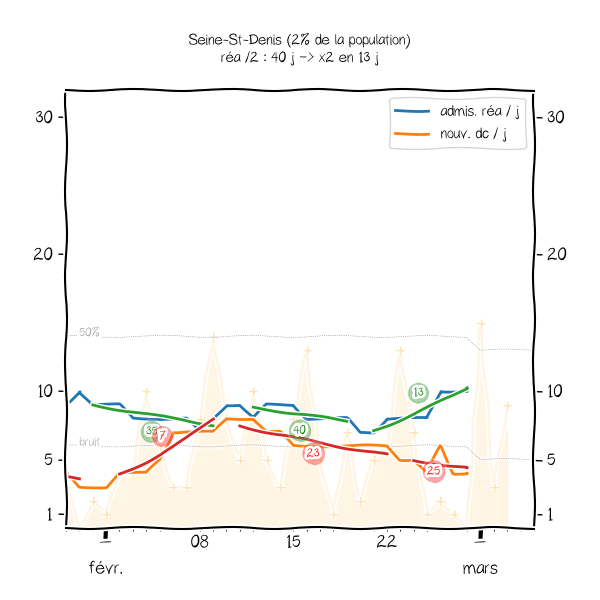 Seine-St-Denis (2% de la population)
réa /2 : 40 j -> x2 en 13 j
admis. réa / j
nouv. dc / j
30
30
20
20
50%
10
10
13
7
40
bruit
23
5
5
25
1
1
08
15
22
févr.
mars